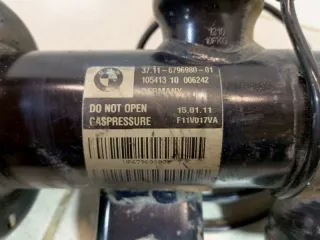 37.11-6796980-01
105413 10 006242
GERMANY
DO NOT OPEN
15.01.11
GASPRESSURE
F11V017VA